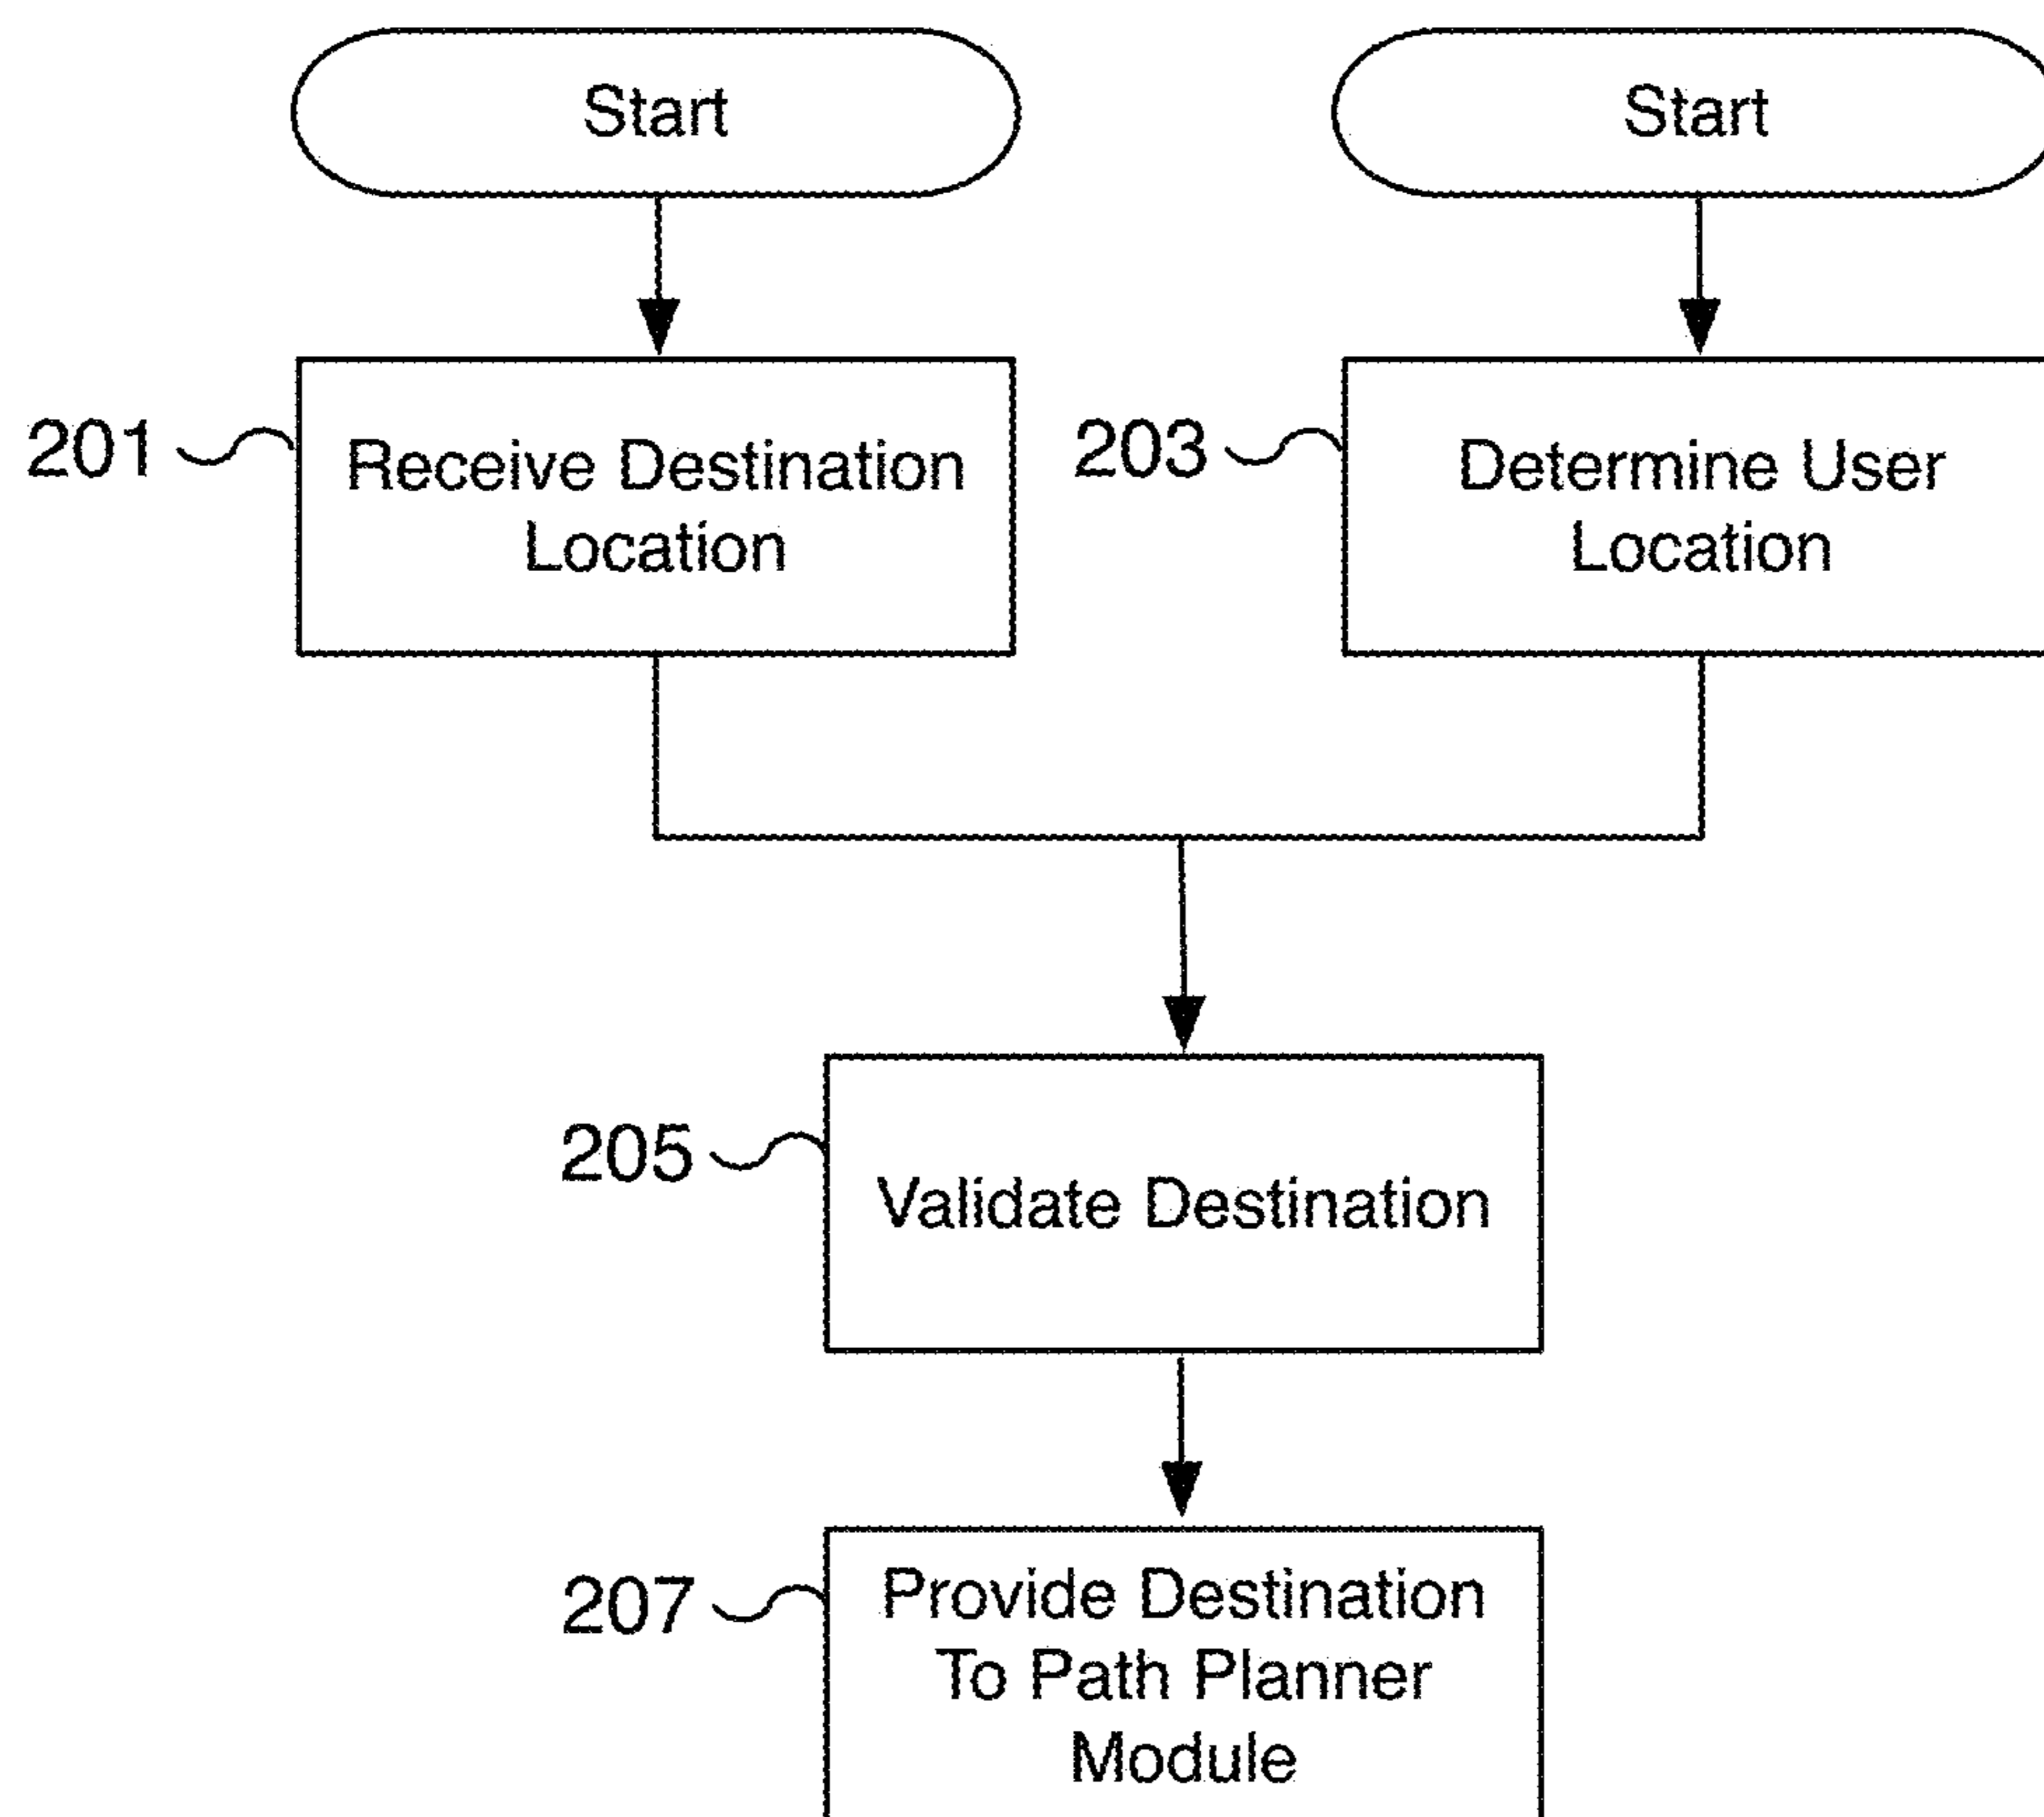 Start
Start
201
Receive Destination
Location
203
Determine User
Location
205
Validate Destination
207
Provide Destination
To Path Planner
Module